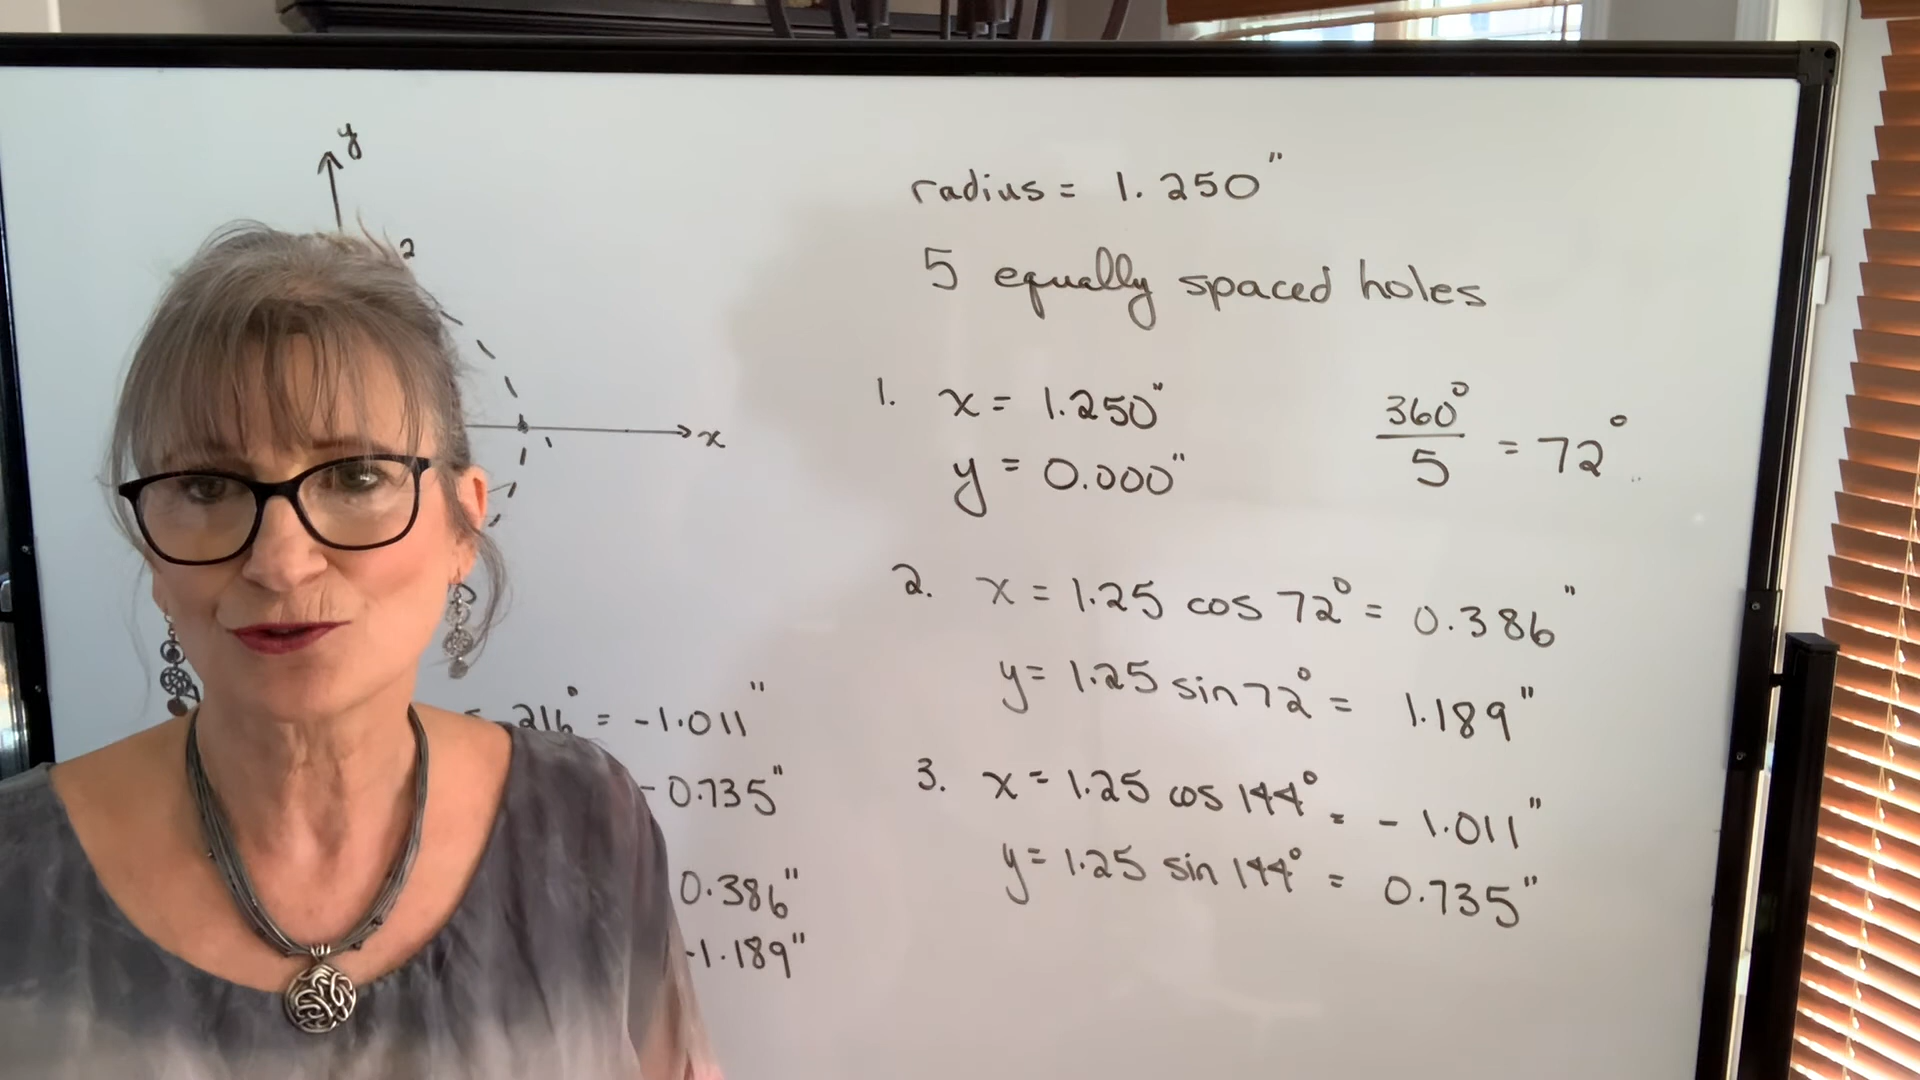 y
2
x
1
216° = -1.011"
-0.735"
0.386"
-1.189"
radius = 1.250"
5 equally spaced holes
1. x = 1.250"
y = 0.000"
360°
5
= 72°
2. x = 1.25 cos 72° = 0.386"
y = 1.25 sin 72° = 1.189"
3. x = 1.25 cos 144° = -1.011"
y = 1.25 sin 144° = 0.735"